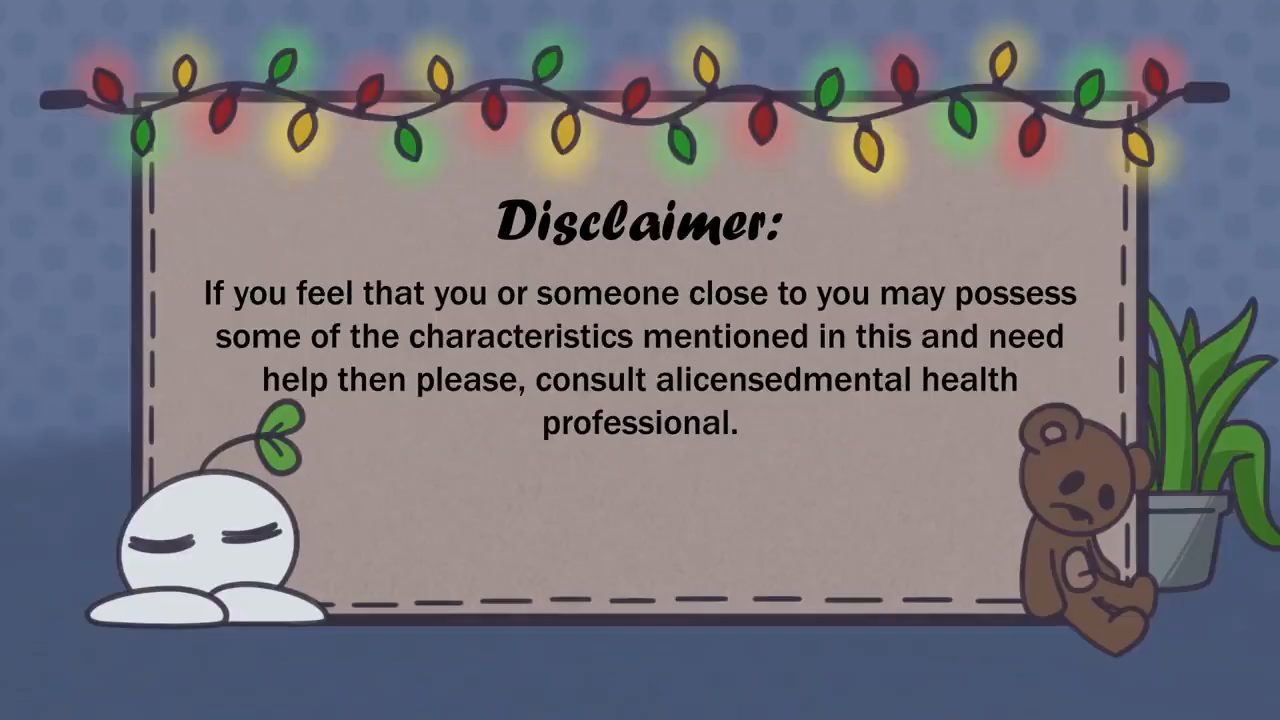 Disclaimer:
If you feel that you or someone close to you may possess
some of the characteristics mentioned in this and need
help then please, consult alicensedmental health
professional.